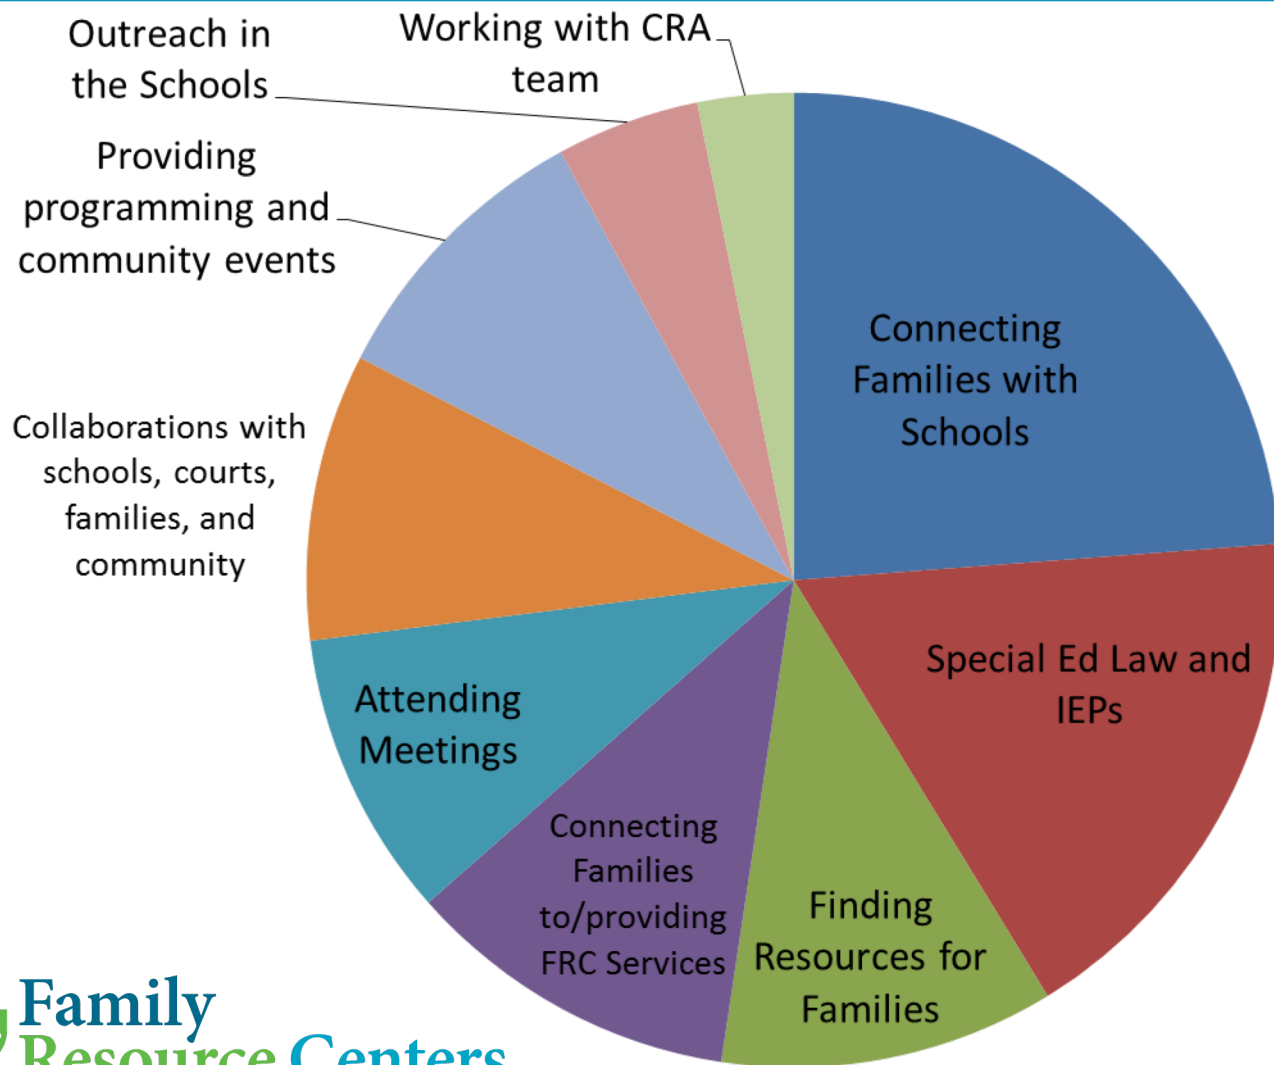 Outreach in
the Schools
Working with CRA
team
Providing
programming and
community events
Connecting
Families with
Schools
Collaborations with
schools, courts,
families, and
community
Special Ed Law and
IEPs
Attending
Meetings
Connecting
Families
to/providing
FRC Services
Finding
Resources for
Families
Family
Resource Centers